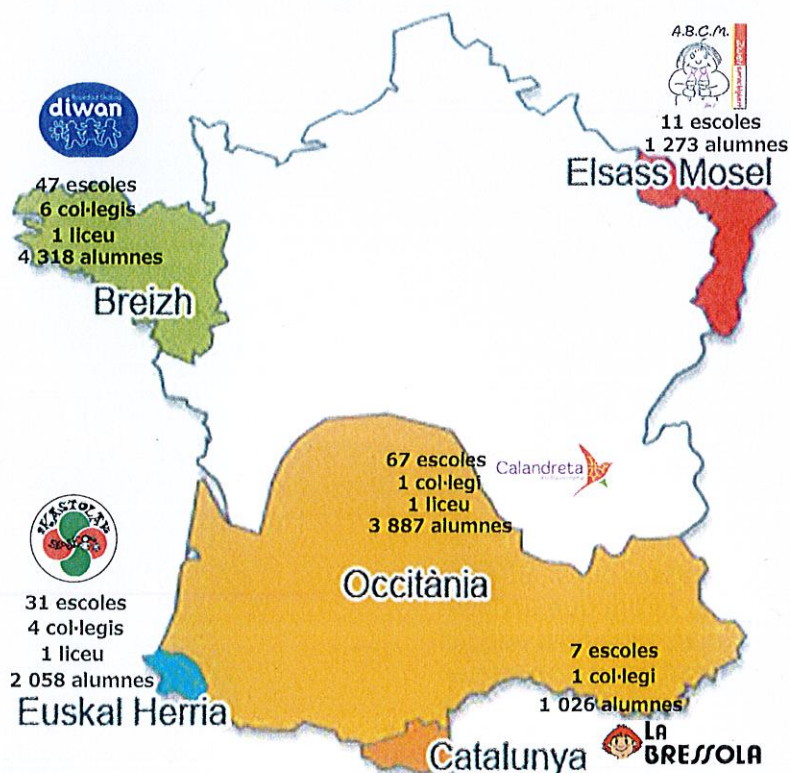 A.B.C.M.
11 escoles
1 273 alumnes
Elsass Mosel
diwan
47 escoles
6 col·legis
1 liceu
4 318 alumnes
Breizh
67 escoles
1 col·legi
1 liceu
3 887 alumnes
Calandreta
Occitània
31 escoles
4 col·legis
1 liceu
2 058 alumnes
Euskal Herria
7 escoles
1 col·legi
1 026 alumnes
Catalunya
LA
BRESSOLA